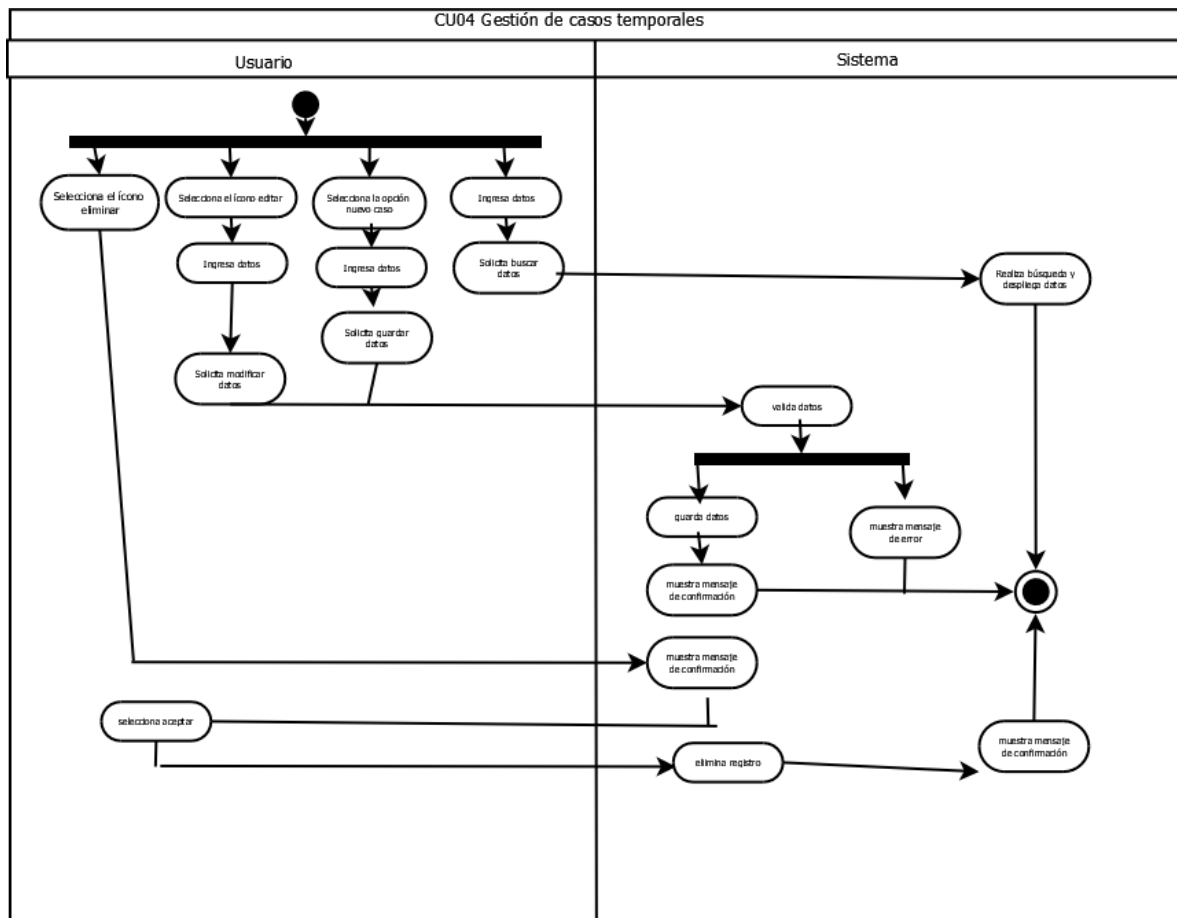 CU04 Gestión de casos temporales
Usuario
Sistema
Selecciona el ícono
eliminar
Selecciona el ícono editar
Selecciona la opción
nuevo caso
Ingresa datos
Ingresa datos
Ingresa datos
Solicita buscar
datos
Realiza búsqueda y
despliega datos
Solicita guardar
datos
Solicita modificar
datos
valida datos
guarda datos
muestra mensaje
de error
muestra mensaje
de confirmación
muestra mensaje
de confirmación
selecciona aceptar
elimina registro
muestra mensaje
de confirmación